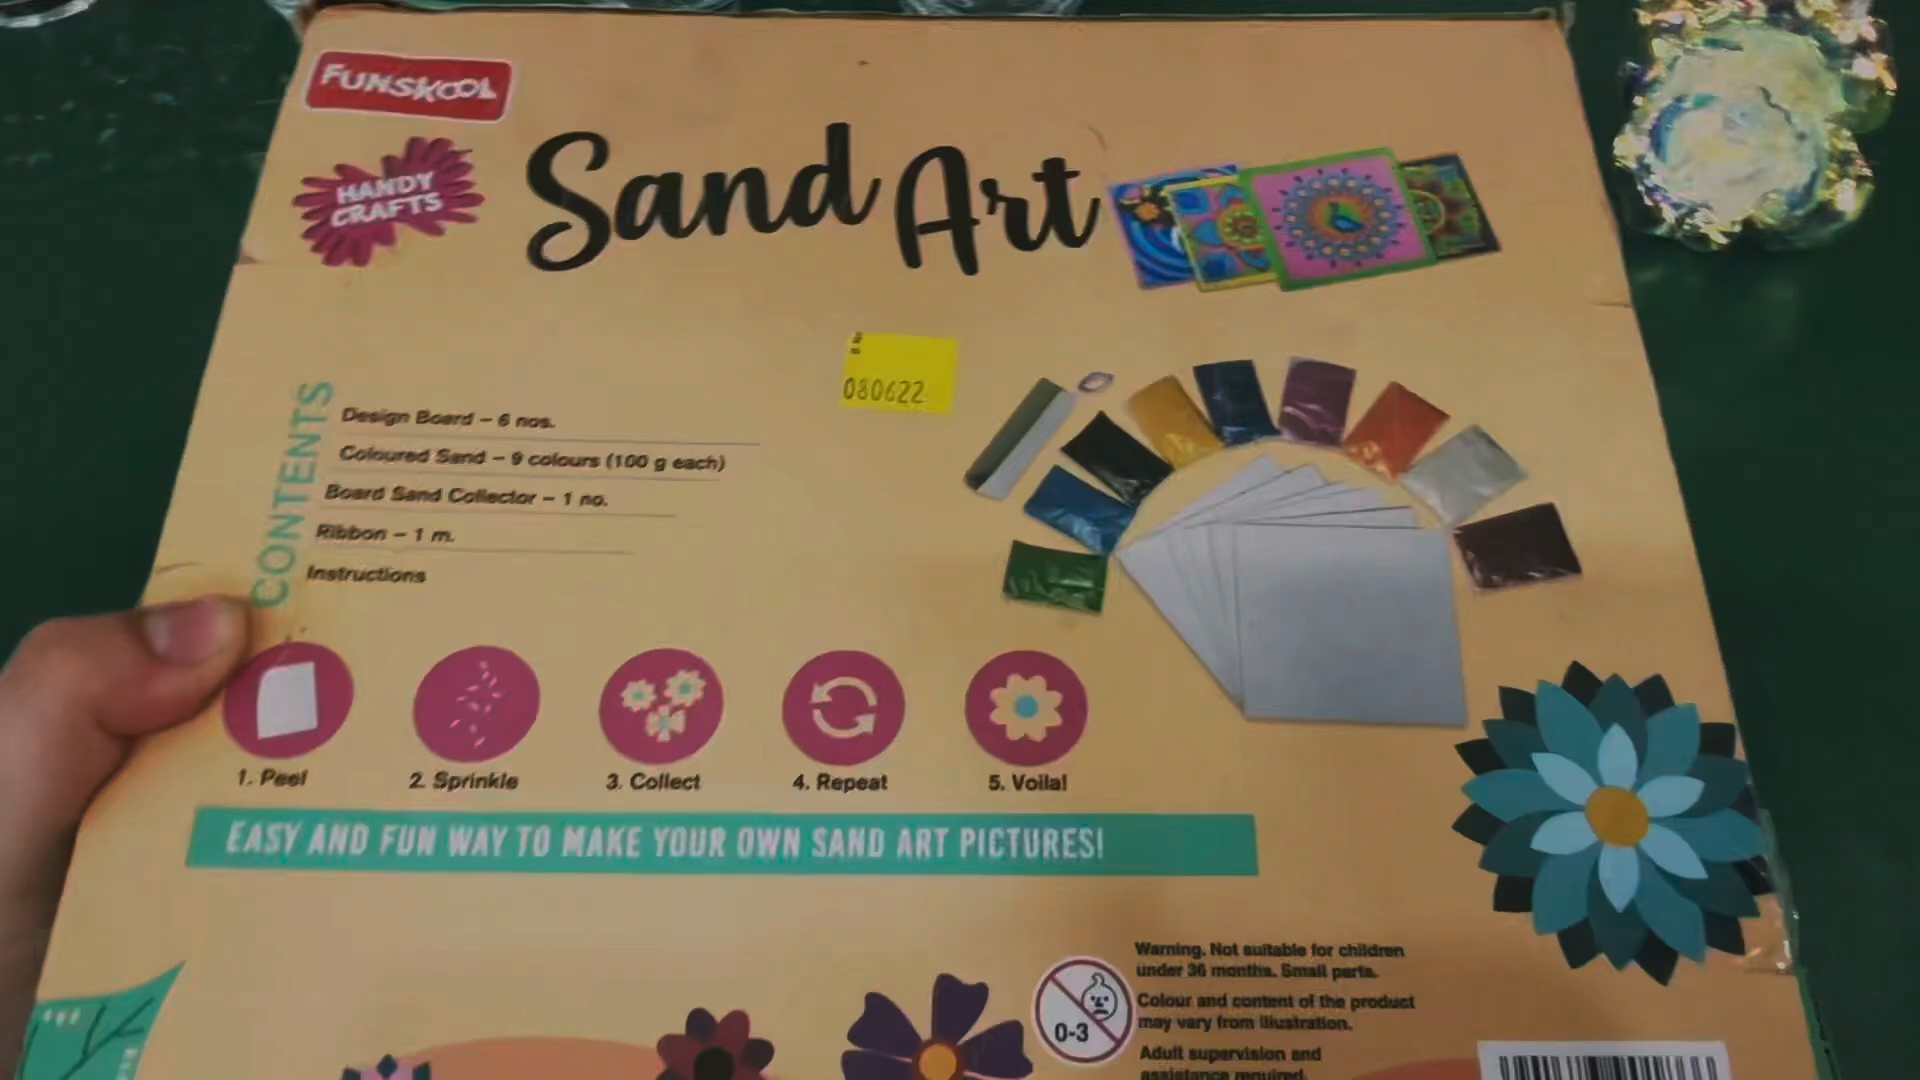 FUNSKOOL
HANDY
CRAFTS
Sand Art
080622
CONTENTS
Design Board – 6 nos.
Coloured Sand – 9 colours (100 g each)
Board Sand Collector – 1 no.
Ribbon – 1 m.
Instructions
1. Peel
2. Sprinkle
3. Collect
4. Repeat
5. Voila!
EASY AND FUN WAY TO MAKE YOUR OWN SAND ART PICTURES!
Warning. Not suitable for children
under 36 months. Small parts.
Colour and content of the product
may vary from illustration.
0-3
Adult supervision and
assistance required.